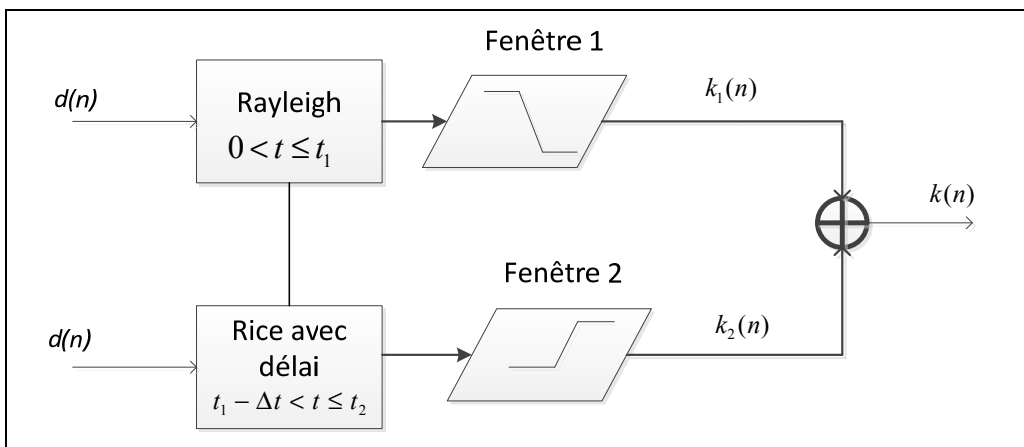 Fenêtre 1
d(n)
Rayleigh
0 < t ≤ t₁
k₁(n)
k(n)
Fenêtre 2
d(n)
Rice avec
délai
t₁ − Δt < t ≤ t₂
k₂(n)